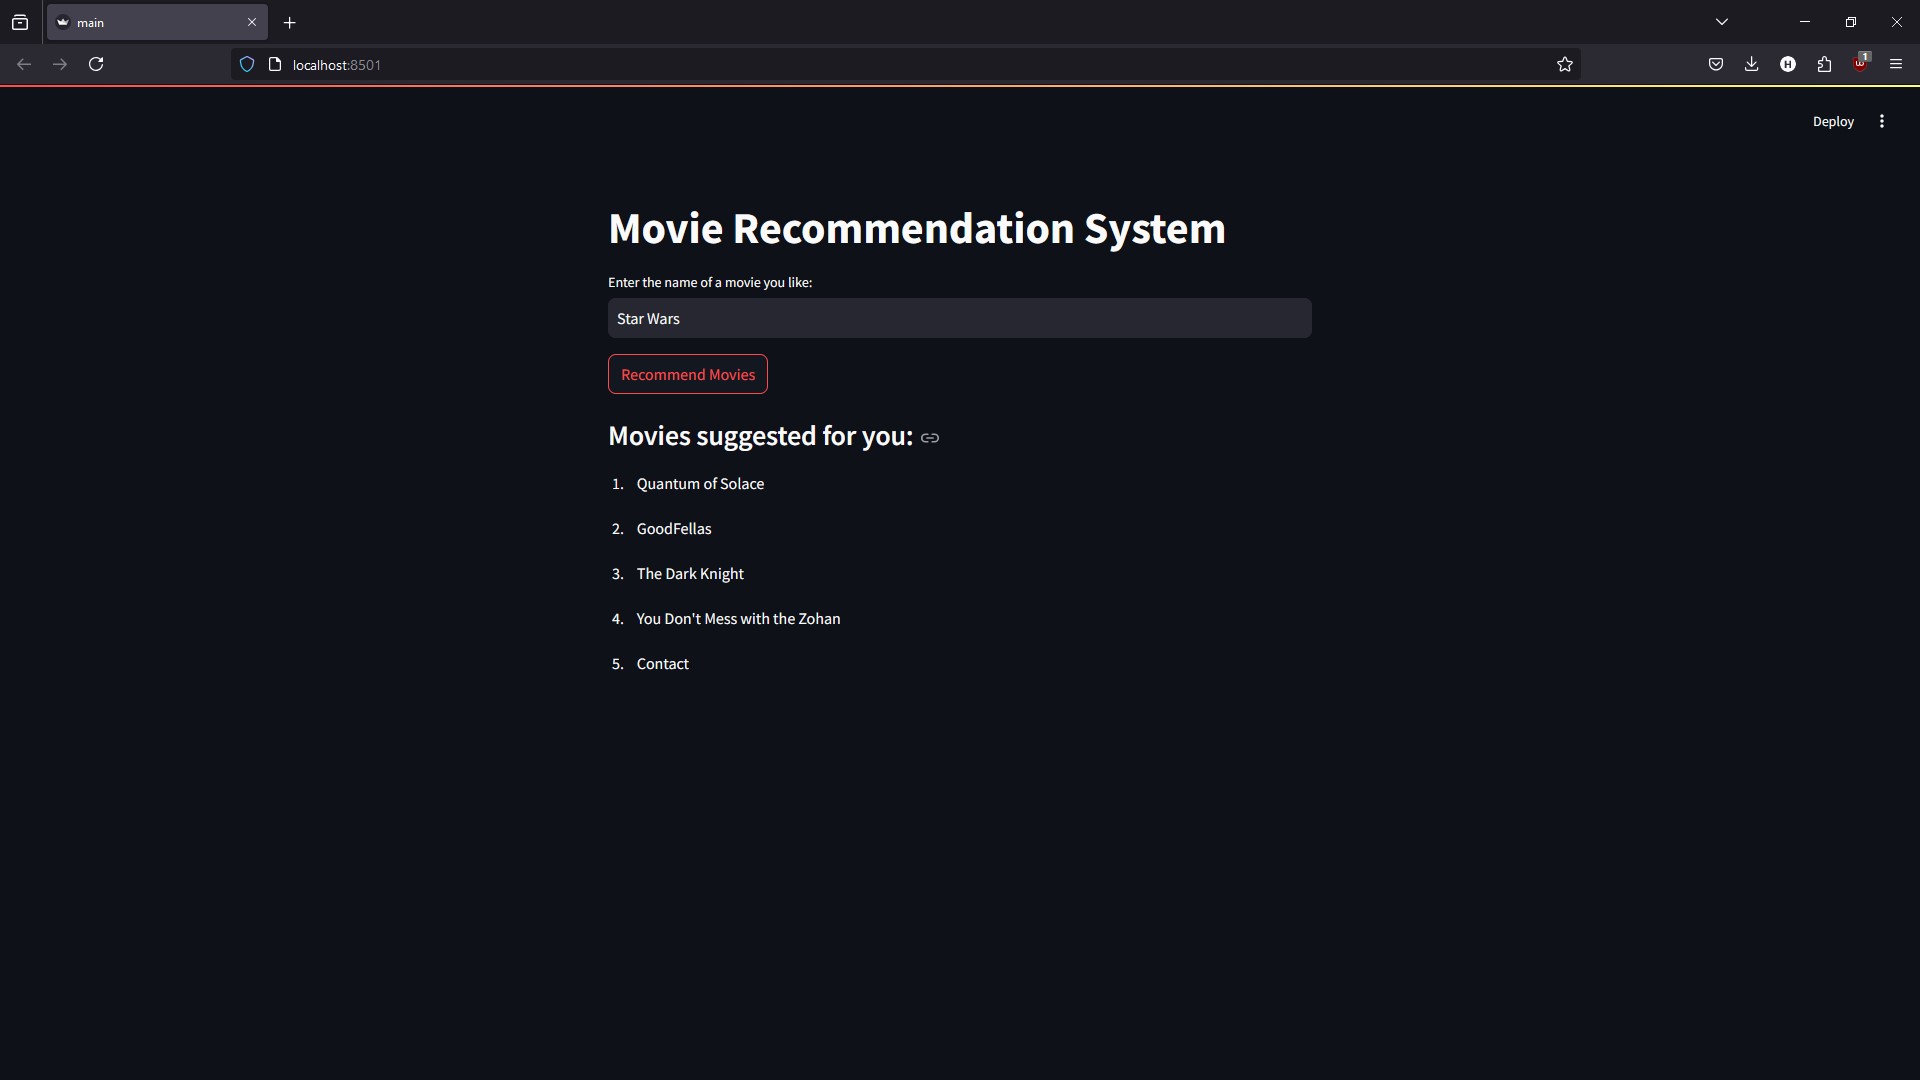 main
localhost:8501
1
H
Deploy
Movie Recommendation System
Enter the name of a movie you like:
Star Wars
Recommend Movies
Movies suggested for you:
1. Quantum of Solace
2. GoodFellas
3. The Dark Knight
4. You Don't Mess with the Zohan
5. Contact